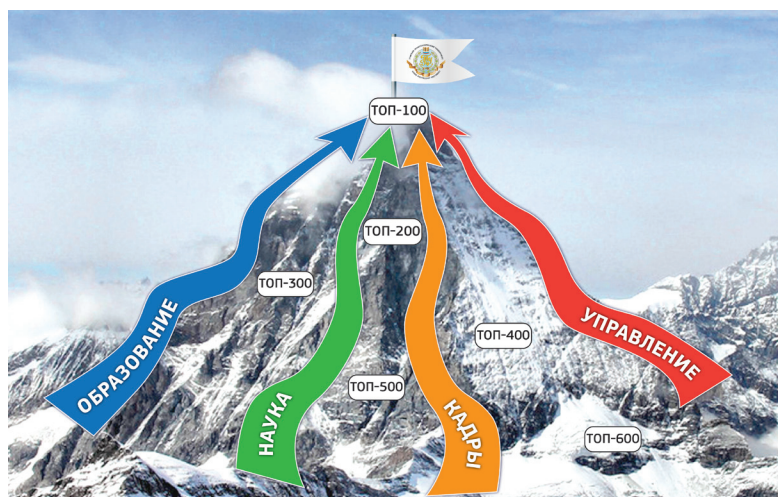 ТОП-100
ТОП-200
ТОП-300
ТОП-400
ТОП-500
ТОП-600
ОБРАЗОВАНИЕ
НАУКА
КАДРЫ
УПРАВЛЕНИЕ